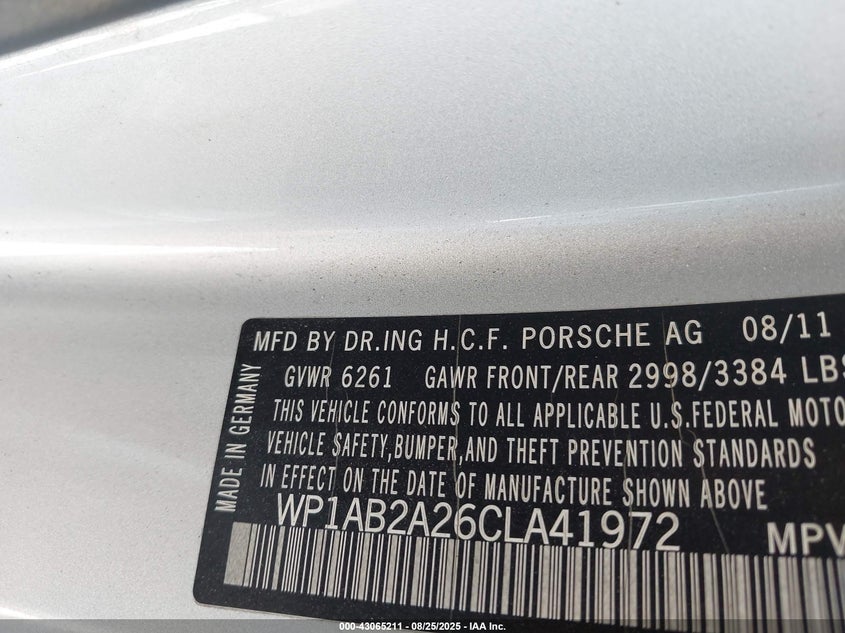 MFD BY DR.ING H.C.F. PORSCHE AG 08/11
GVWR 6261 GAWR FRONT/REAR 2998/3384 LBS
MADE IN GERMANY
THIS VEHICLE CONFORMS TO ALL APPLICABLE U.S.FEDERAL MOTO
VEHICLE SAFETY,BUMPER,AND THEFT PREVENTION STANDARDS
IN EFFECT ON THE DATE OF MANUFACTURE SHOWN ABOVE
WP1AB2A26CLA41972 MPV
000-43065211 - 08/25/2025 - IAA Inc.